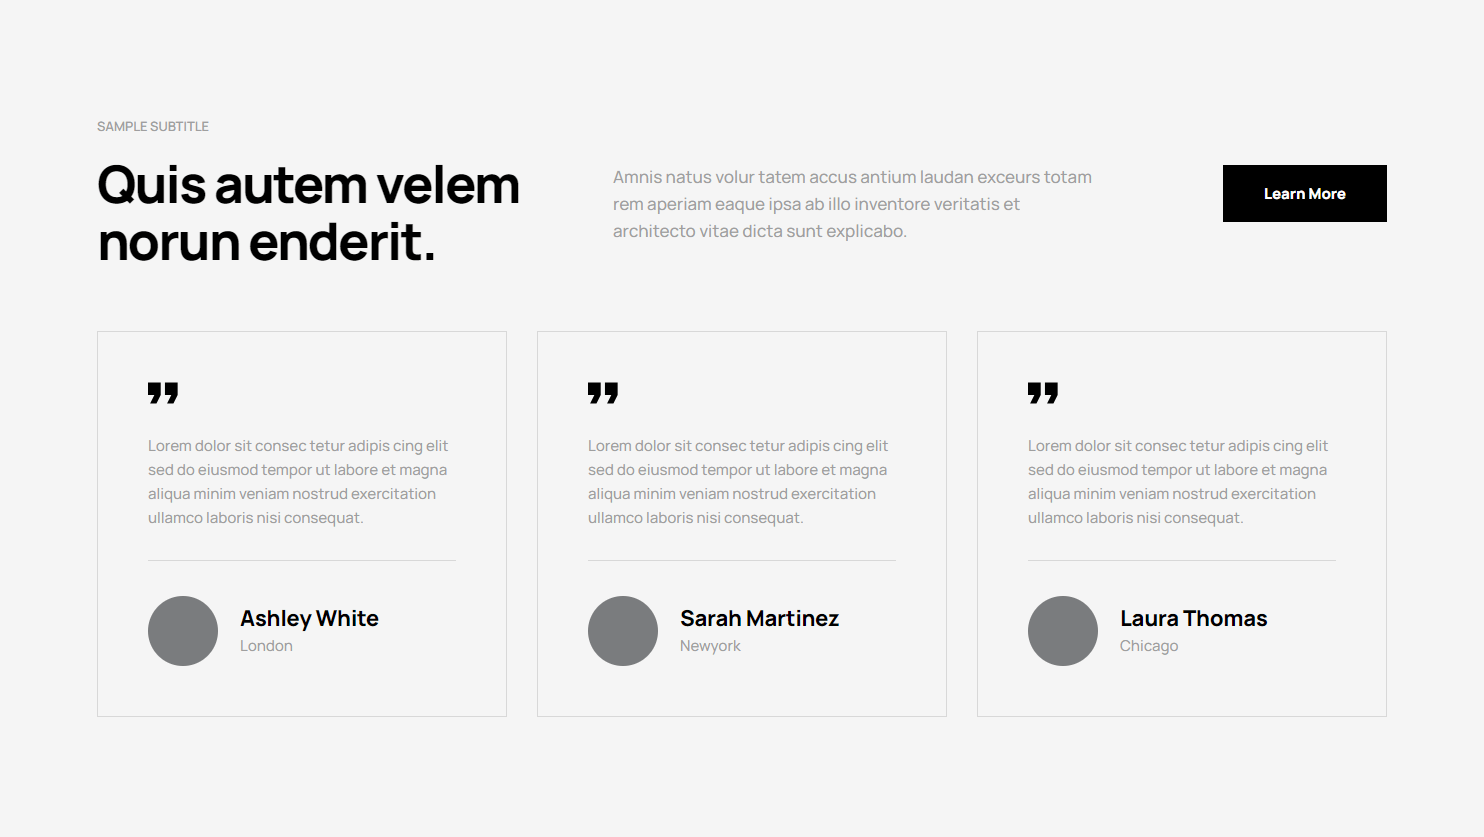 SAMPLE SUBTITLE
Quis autem velem
norun enderit.
Amnis natus volur tatem accus antium laudan exceurs totam
rem aperiam eaque ipsa ab illo inventore veritatis et
architecto vitae dicta sunt explicabo.
Learn More
”
Lorem dolor sit consec tetur adipis cing elit
sed do eiusmod tempor ut labore et magna
aliqua minim veniam nostrud exercitation
ullamco laboris nisi consequat.
Ashley White
London
”
Lorem dolor sit consec tetur adipis cing elit
sed do eiusmod tempor ut labore et magna
aliqua minim veniam nostrud exercitation
ullamco laboris nisi consequat.
Sarah Martinez
Newyork
”
Lorem dolor sit consec tetur adipis cing elit
sed do eiusmod tempor ut labore et magna
aliqua minim veniam nostrud exercitation
ullamco laboris nisi consequat.
Laura Thomas
Chicago